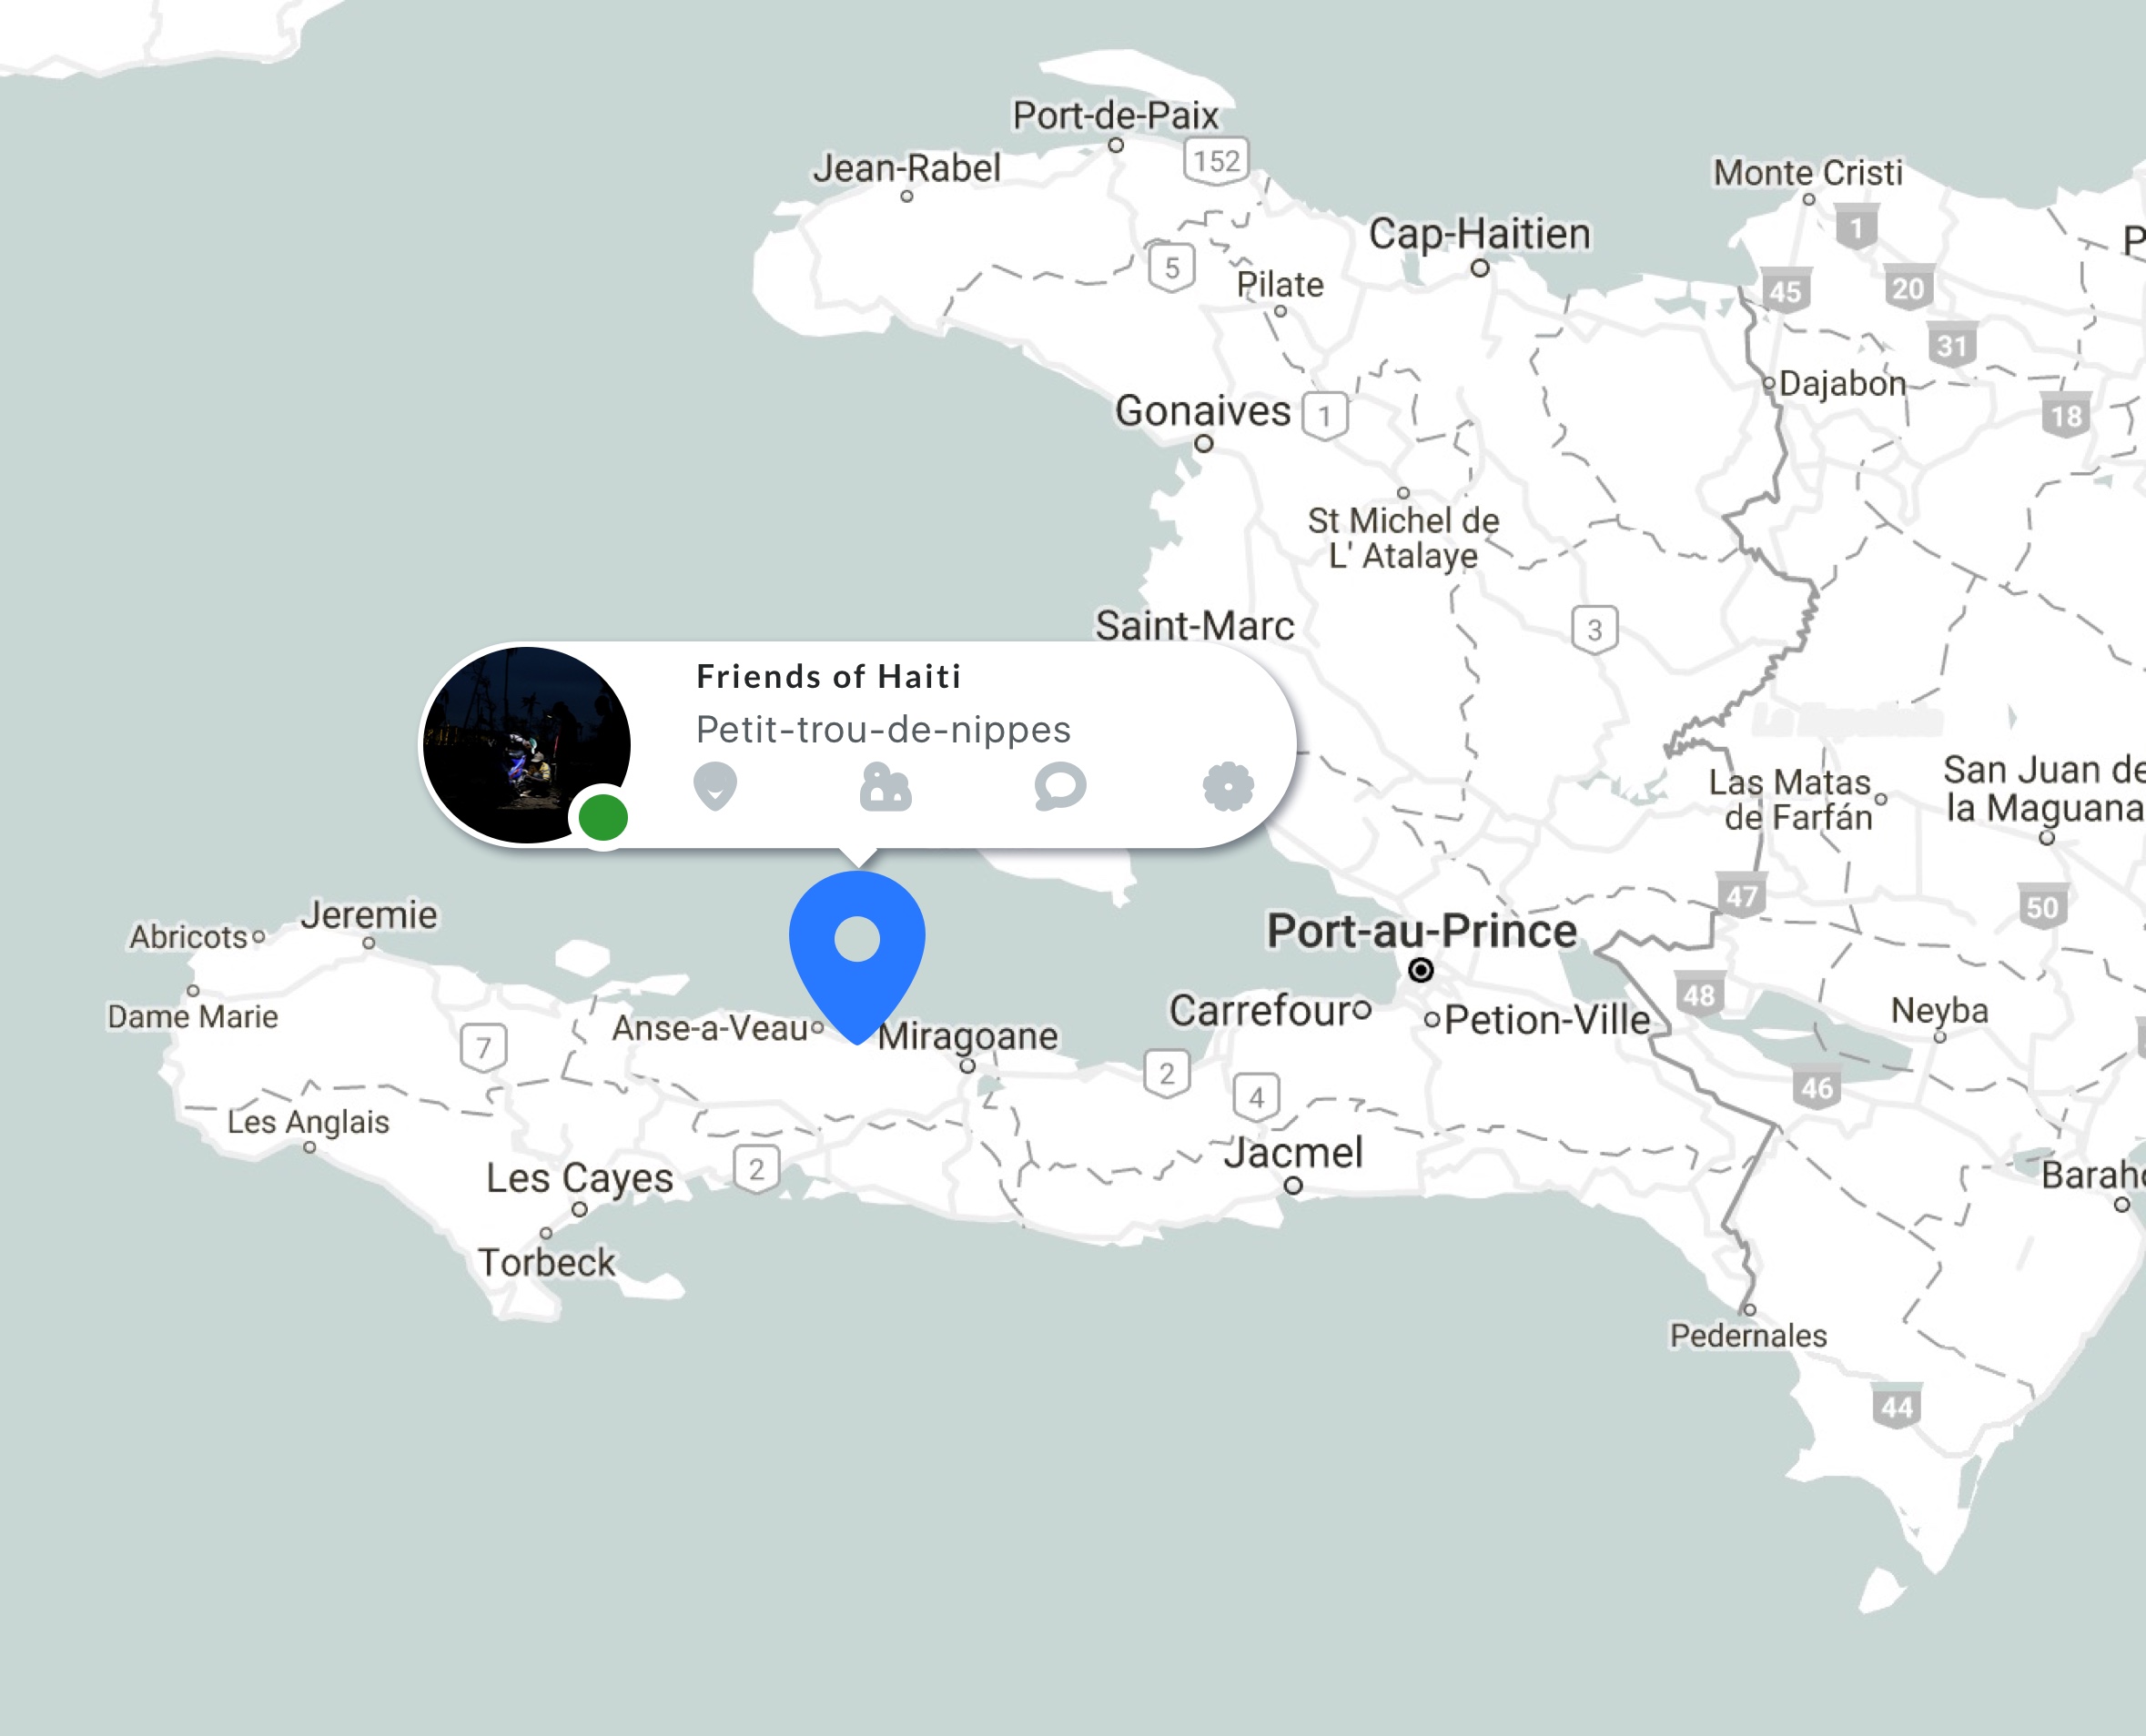 Port-de-Paix
152
Jean-Rabel
Monte Cristi
1
Cap-Haitien
P
5
Pilate
45
20
31
Dajabon
Gonaives
1
18
St Michel de
L' Atalaye
Saint-Marc
3
Friends of Haiti
Petit-trou-de-nippes
Las Matas
de Farfán
San Juan de
la Maguana
47
50
Jeremie
Abricots
Port-au-Prince
48
Dame Marie
Anse-a-Veau
Miragoane
Carrefour
Petion-Ville
Neyba
7
2
4
46
Les Anglais
Jacmel
2
Les Cayes
Baraho
Torbeck
Pedernales
44